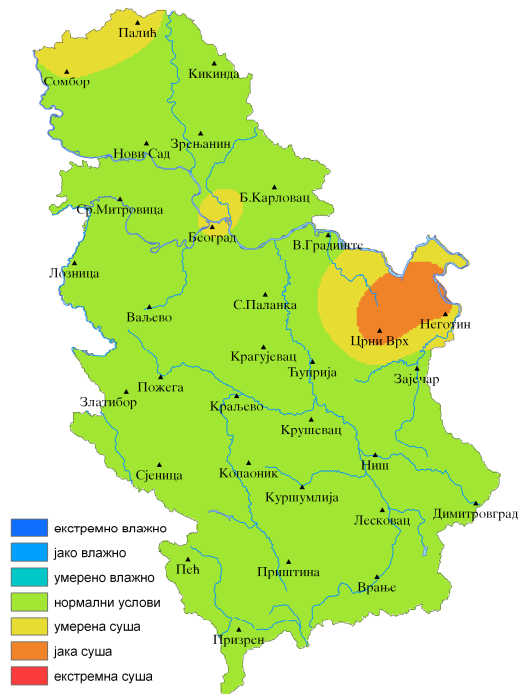 Палић
Сомбор
Кикинда
Зрењанин
Нови Сад
Б.Карловац
Ср.Митровица
Београд
В.Градиште
Лозница
С.Паланка
Ваљево
Неготин
Црни Врх
Крагујевац
Ћуприја
Зајечар
Пожега
Златибор
Краљево
Крушевац
Ниш
Сјеница
Копаоник
Куршумлија
Димитровград
Лесковац
Пећ
Приштина
Врање
Призрен
екстремно влажно
јако влажно
умерено влажно
нормални услови
умерена суша
јака суша
екстремна суша